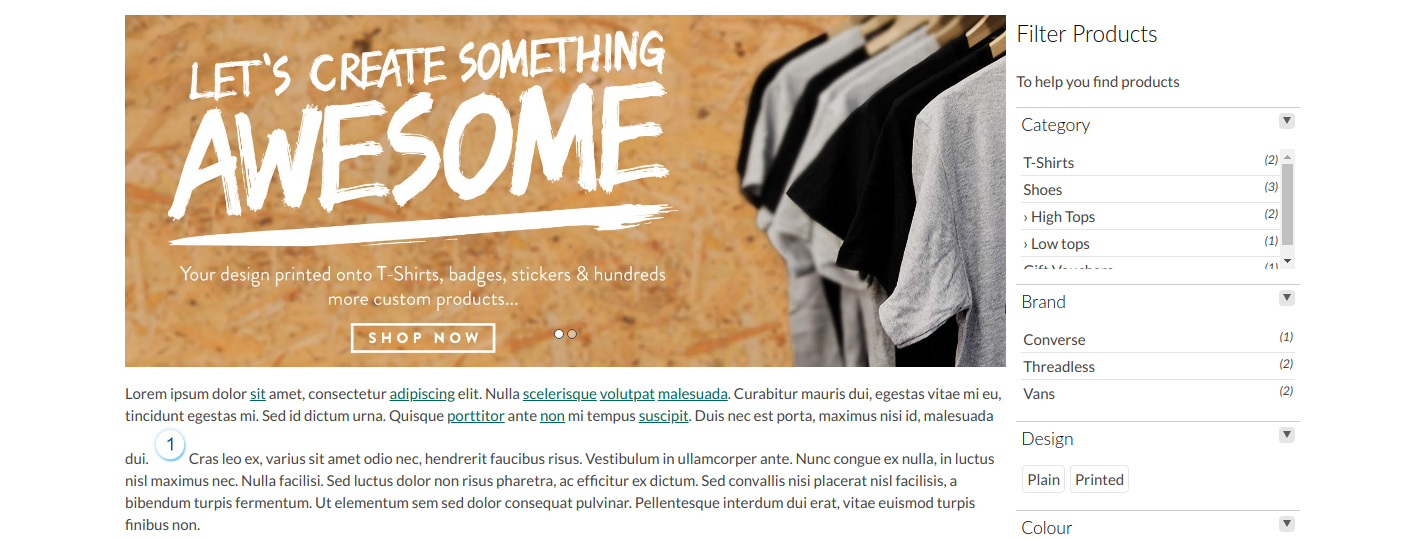 LET'S CREATE SOMETHING
AWESOME
Your design printed onto T-Shirts, badges, stickers & hundreds
more custom products...
SHOP NOW
Lorem ipsum dolor sit amet, consectetur adipiscing elit. Nulla scelerisque volutpat malesuada. Curabitur mauris dui, egestas vitae mi eu,
tincidunt egestas mi. Sed id dictum urna. Quisque porttitor ante non mi tempus suscipit. Duis nec est porta, maximus nisi id, malesuada
dui. 1 Cras leo ex, varius sit amet odio nec, hendrerit faucibus risus. Vestibulum in ullamcorper ante. Nunc congue ex nulla, in luctus
nisl maximus nec. Nulla facilisi. Sed luctus dolor non risus pharetra, ac efficitur ex dictum. Sed convallis nisi placerat nisl facilisis, a
bibendum turpis fermentum. Ut elementum sem sed dolor consequat pulvinar. Pellentesque interdum dui erat, vitae euismod turpis
finibus non.
Filter Products
To help you find products
Category
T-Shirts (2)
Shoes (3)
› High Tops (2)
› Low tops (1)
Gift Vouchers (1)
Brand
Converse (1)
Threadless (2)
Vans (2)
Design
Plain Printed
Colour